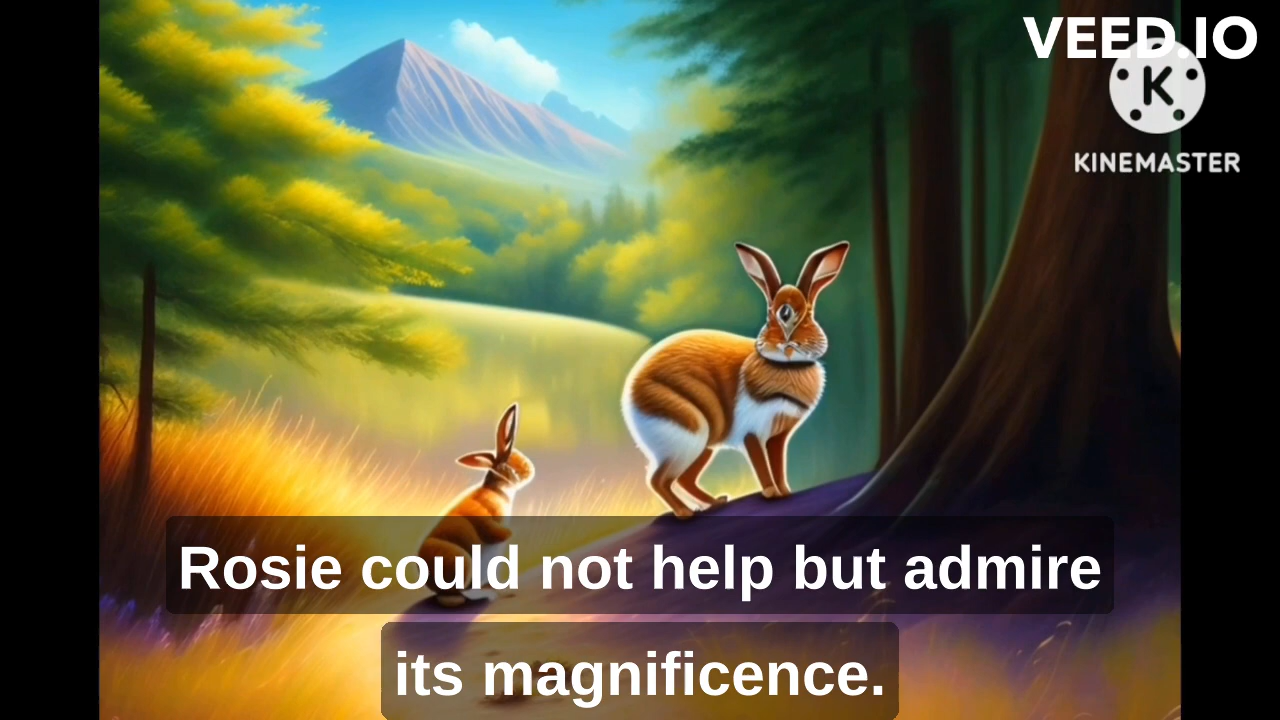 VEED.IO
K
KINEMASTER
Rosie could not help but admire
its magnificence.